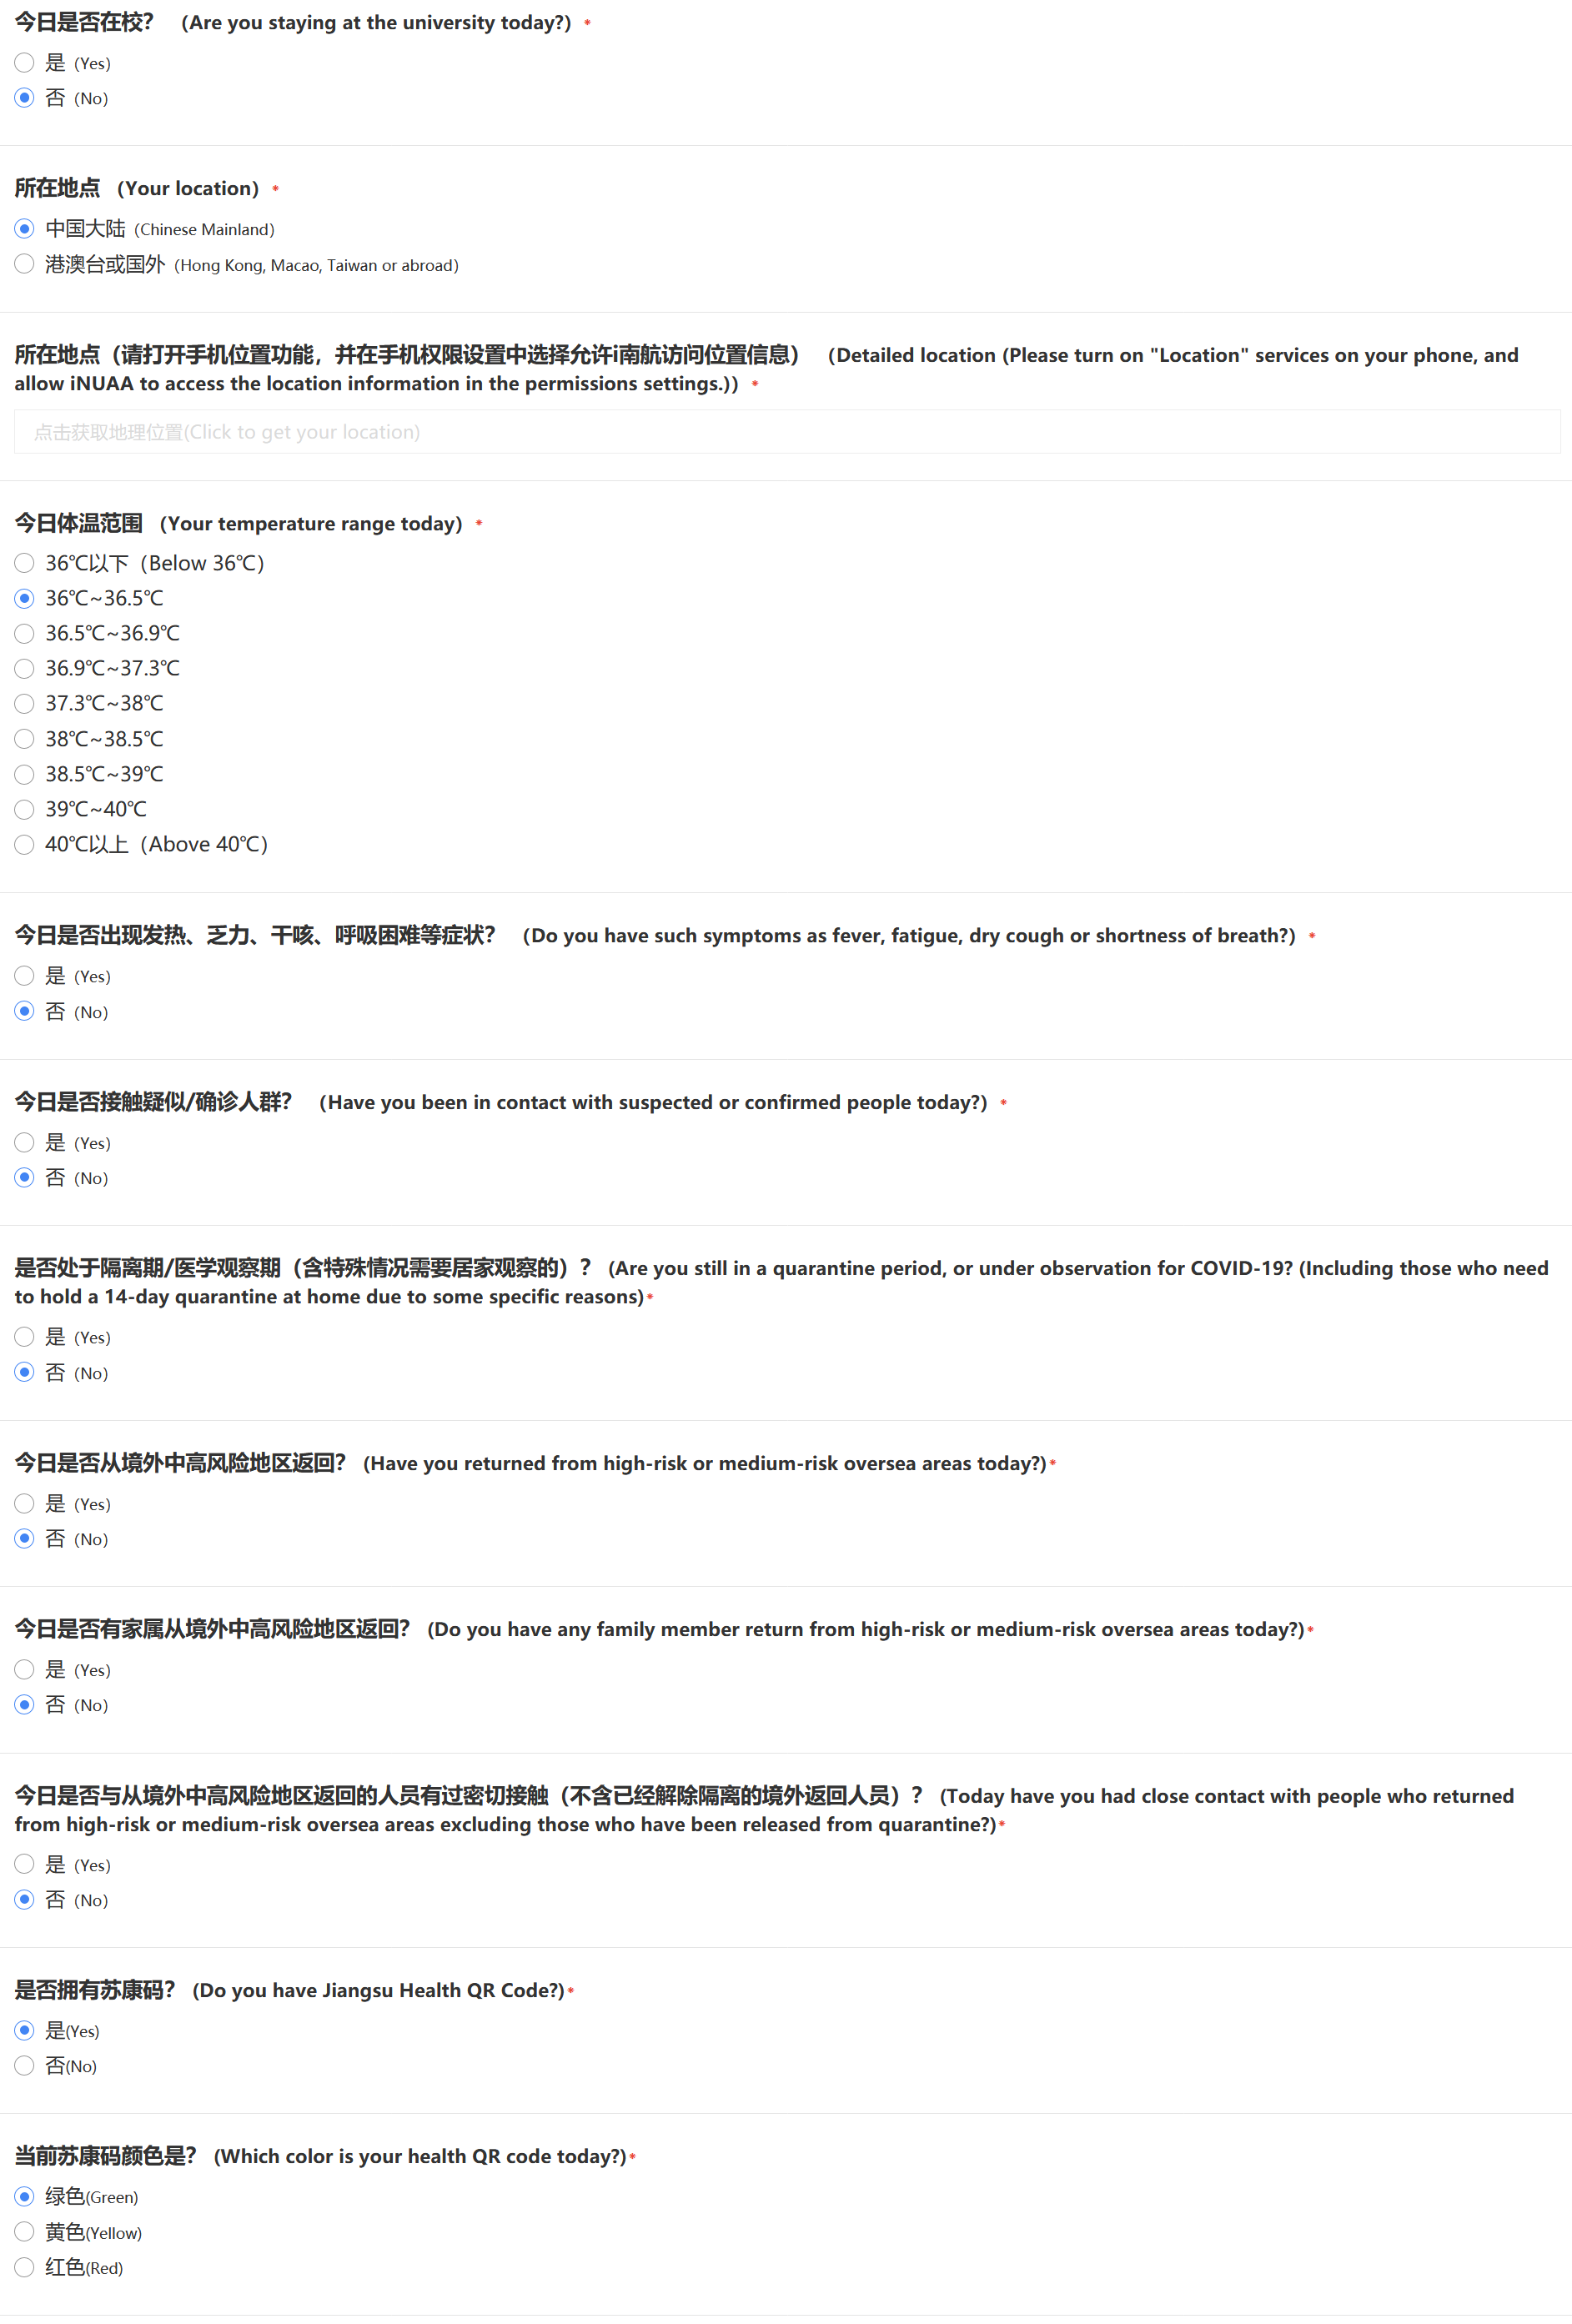 今日是否在校? （Are you staying at the university today?） *
是（Yes）
否（No）
所在地点 （Your location） *
中国大陆（Chinese Mainland）
港澳台或国外（Hong Kong, Macao, Taiwan or abroad）
所在地点（请打开手机位置功能，并在手机权限设置中选择允许i南航访问位置信息） （Detailed location (Please turn on "Location" services on your phone, and
allow iNUAA to access the location information in the permissions settings.)） *
点击获取地理位置(Click to get your location)
今日体温范围 （Your temperature range today） *
36℃以下（Below 36℃）
36℃~36.5℃
36.5℃~36.9℃
36.9℃~37.3℃
37.3℃~38℃
38℃~38.5℃
38.5℃~39℃
39℃~40℃
40℃以上（Above 40℃）
今日是否出现发热、乏力、干咳、呼吸困难等症状? （Do you have such symptoms as fever, fatigue, dry cough or shortness of breath?） *
是（Yes）
否（No）
今日是否接触疑似/确诊人群? （Have you been in contact with suspected or confirmed people today?） *
是（Yes）
否（No）
是否处于隔离期/医学观察期（含特殊情况需要居家观察的）? (Are you still in a quarantine period, or under observation for COVID-19? (Including those who need
to hold a 14-day quarantine at home due to some specific reasons)*
是（Yes）
否（No）
今日是否从境外中高风险地区返回? (Have you returned from high-risk or medium-risk oversea areas today?)*
是（Yes）
否（No）
今日是否有家属从境外中高风险地区返回? (Do you have any family member return from high-risk or medium-risk oversea areas today?)*
是（Yes）
否（No）
今日是否与从境外中高风险地区返回的人员有过密切接触（不含已经解除隔离的境外返回人员）? (Today have you had close contact with people who returned
from high-risk or medium-risk oversea areas excluding those who have been released from quarantine?)*
是（Yes）
否（No）
是否拥有苏康码? (Do you have Jiangsu Health QR Code?)*
是(Yes)
否(No)
当前苏康码颜色是? (Which color is your health QR code today?)*
绿色(Green)
黄色(Yellow)
红色(Red)